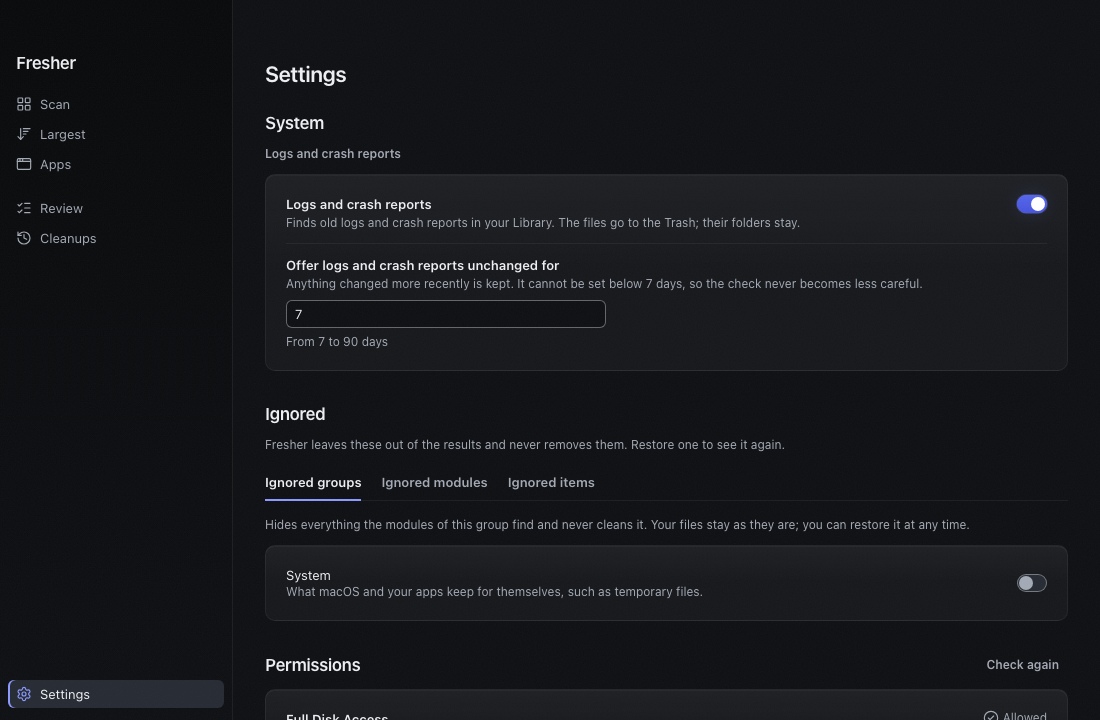 Fresher
Scan
Largest
Apps
Review
Cleanups
Settings
Settings
System
Logs and crash reports
Logs and crash reports
Finds old logs and crash reports in your Library. The files go to the Trash; their folders stay.
Offer logs and crash reports unchanged for
Anything changed more recently is kept. It cannot be set below 7 days, so the check never becomes less careful.
7
From 7 to 90 days
Ignored
Fresher leaves these out of the results and never removes them. Restore one to see it again.
Ignored groups Ignored modules Ignored items
Hides everything the modules of this group find and never cleans it. Your files stay as they are; you can restore it at any time.
System
What macOS and your apps keep for themselves, such as temporary files.
Permissions Check again
Full Disk Access Allowed